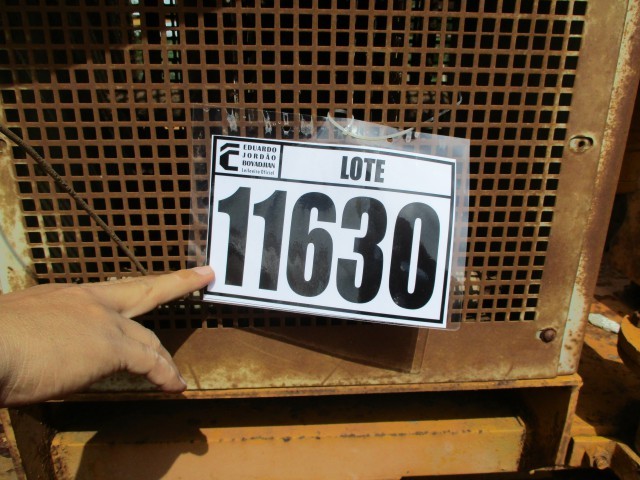 EDUARDO
JORDÃO
BOYADJIAN
Leiloeiro Oficial
LOTE
11630